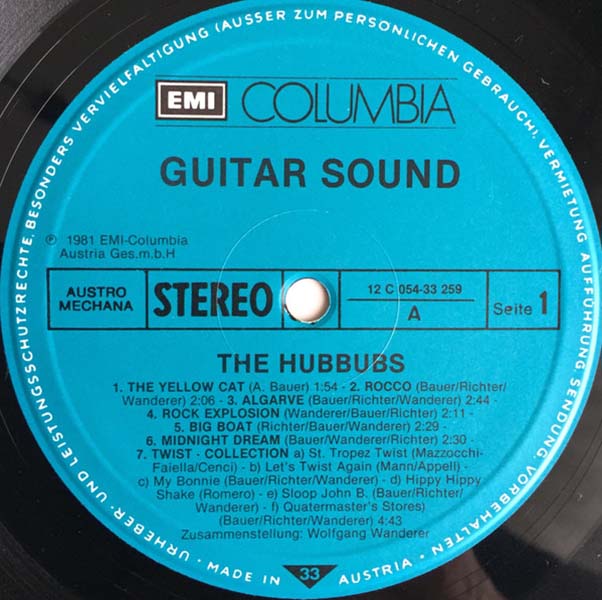 URHEBER- UND LEISTUNGSSCHUTZRECHTE, BESONDERS VERVIELFÄLTIGUNG (AUSSER ZUM PERSÖNLICHEN GEBRAUCH), VERMIETUNG, AUFFÜHRUNG, SENDUNG, VORBEHALTEN ·
EMI COLUMBIA
GUITAR SOUND
℗ 1981 EMI-Columbia
Austria Ges.m.b.H
AUSTRO
MECHANA
STEREO
12 C 054-33 259
A
Seite 1
THE HUBBUBS
1. THE YELLOW CAT (A. Bauer) 1:54 - 2. ROCCO (Bauer/Richter/
Wanderer) 2:06 - 3. ALGARVE (Bauer/Richter/Wanderer) 2:44 -
4. ROCK EXPLOSION (Wanderer/Bauer/Richter) 2:11 -
5. BIG BOAT (Richter/Bauer/Wanderer) 2:29 -
6. MIDNIGHT DREAM (Bauer/Wanderer/Richter) 2:30 -
7. TWIST - COLLECTION a) St. Tropez Twist (Mazzocchi-
Faiella/Cenci) - b) Let's Twist Again (Mann/Appell) -
c) My Bonnie (Bauer/Richter/Wanderer) - d) Hippy Hippy
Shake (Romero) - e) Sloop John B. (Bauer/Richter/
Wanderer) - f) Quatermaster's Stores)
(Bauer/Richter/Wanderer) 4:43
Zusammenstellung: Wolfgang Wanderer
MADE IN 33 AUSTRIA